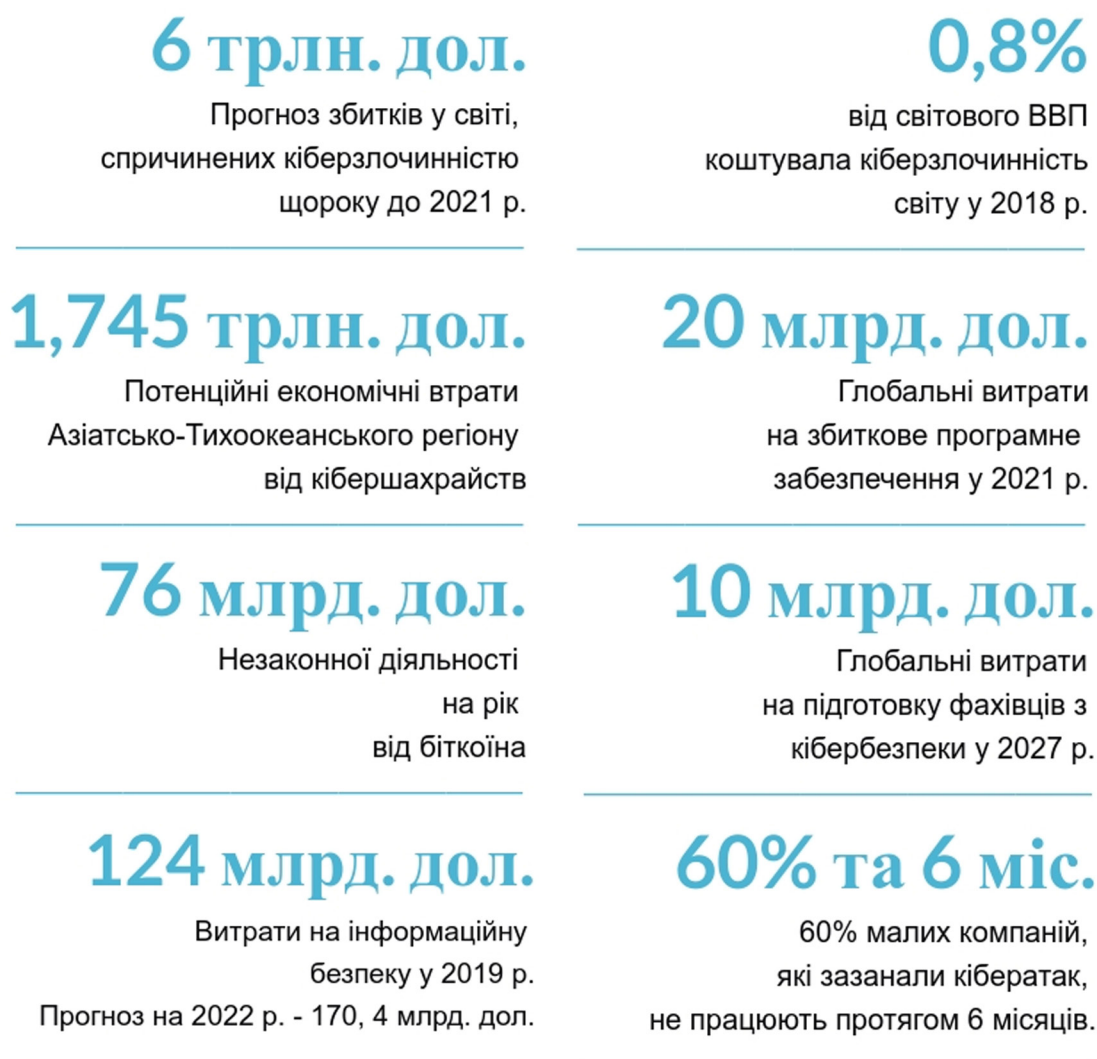 6 трлн. дол.
Прогноз збитків у світі,
спричинених кіберзлочинністю
щороку до 2021 р.
0,8%
від світового ВВП
коштувала кіберзлочинність
світу у 2018 р.
1,745 трлн. дол.
Потенційні економічні втрати
Азіатсько-Тихоокеанського регіону
від кібершахрайств
20 млрд. дол.
Глобальні витрати
на збиткове програмне
забезпечення у 2021 р.
76 млрд. дол.
Незаконної діяльності
на рік
від біткоїна
10 млрд. дол.
Глобальні витрати
на підготовку фахівців з
кібербезпеки у 2027 р.
124 млрд. дол.
Витрати на інформаційну
безпеку у 2019 р.
Прогноз на 2022 р. - 170, 4 млрд. дол.
60% та 6 міс.
60% малих компаній,
які зазанали кібератак,
не працюють протягом 6 місяців.